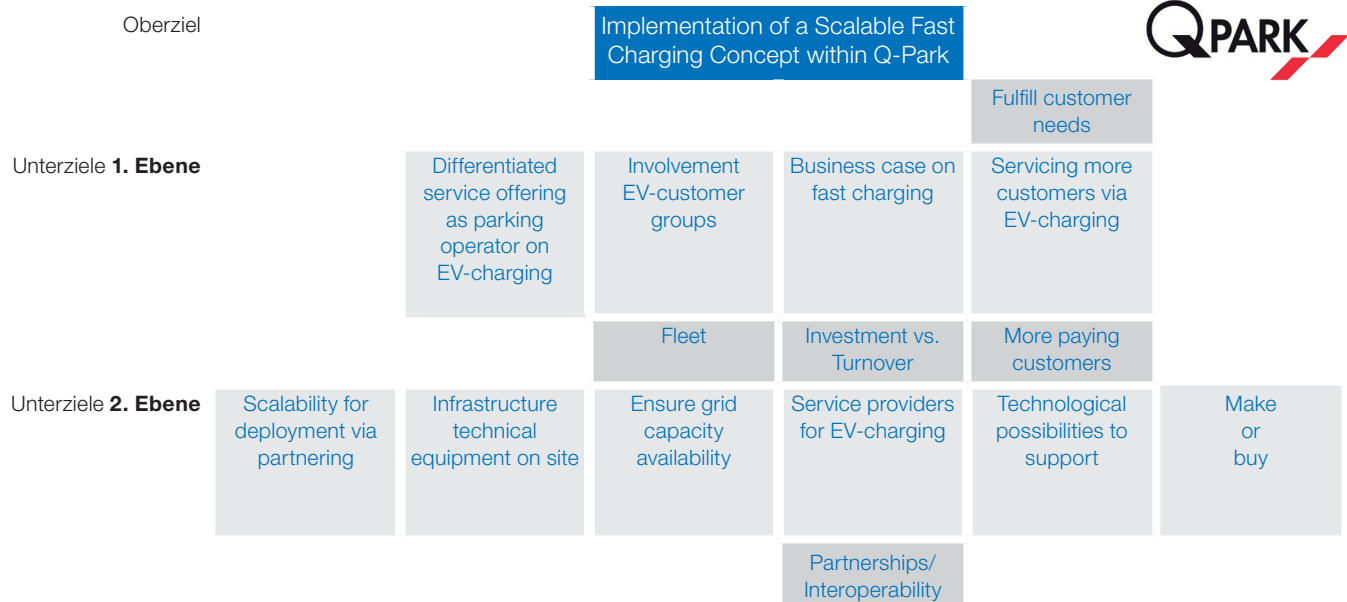 Oberziel
Implementation of a Scalable Fast
Charging Concept within Q-Park
Q PARK
Fulfill customer
needs
Unterziele 1. Ebene
Differentiated
service offering
as parking
operator on
EV-charging
Involvement
EV-customer
groups
Business case on
fast charging
Servicing more
customers via
EV-charging
Fleet
Investment vs.
Turnover
More paying
customers
Unterziele 2. Ebene
Scalability for
deployment via
partnering
Infrastructure
technical
equipment on site
Ensure grid
capacity
availability
Service providers
for EV-charging
Technological
possibilities to
support
Make
or
buy
Partnerships/
Interoperability